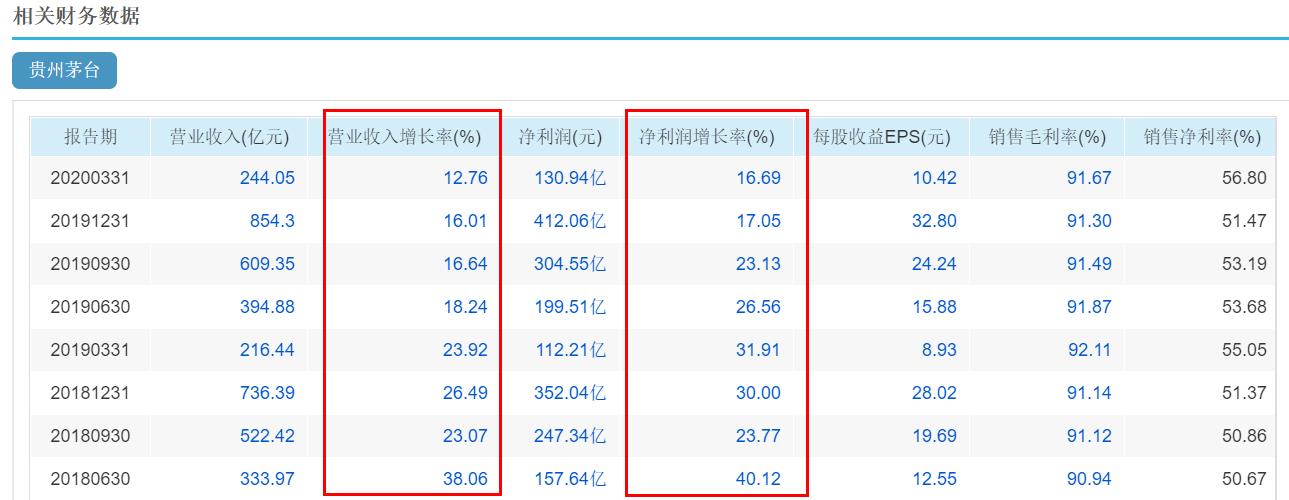 相关财务数据
贵州茅台
报告期 营业收入(亿元) 营业收入增长率(%) 净利润(元) 净利润增长率(%) 每股收益EPS(元) 销售毛利率(%) 销售净利率(%)
20200331 244.05 12.76 130.94亿 16.69 10.42 91.67 56.80
20191231 854.3 16.01 412.06亿 17.05 32.80 91.30 51.47
20190930 609.35 16.64 304.55亿 23.13 24.24 91.49 53.19
20190630 394.88 18.24 199.51亿 26.56 15.88 91.87 53.68
20190331 216.44 23.92 112.21亿 31.91 8.93 92.11 55.05
20181231 736.39 26.49 352.04亿 30.00 28.02 91.14 51.37
20180930 522.42 23.07 247.34亿 23.77 19.69 91.12 50.86
20180630 333.97 38.06 157.64亿 40.12 12.55 90.94 50.67